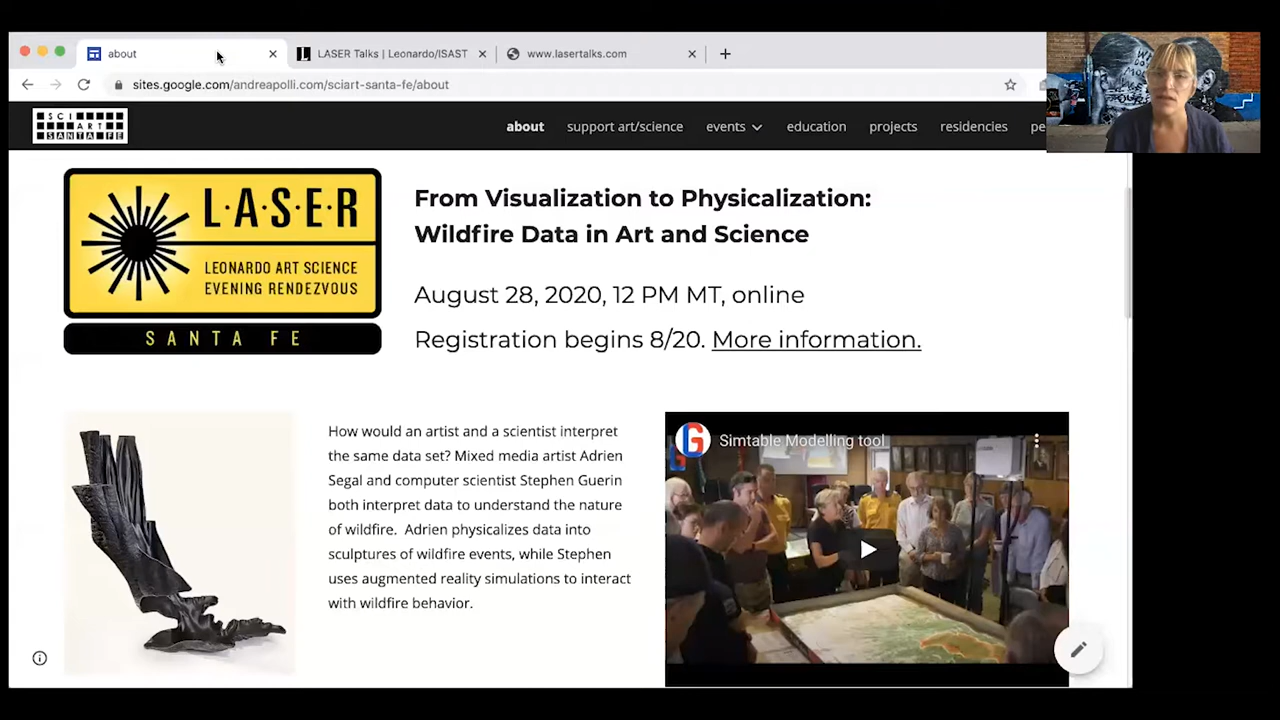 about
LASER Talks | Leonardo/ISAST
www.lasertalks.com
sites.google.com/andreapolli.com/sciart-santa-fe/about
SCI
ART
SANTA FE
about
support art/science
events
education
projects
residencies
pe
L·A·S·E·R
LEONARDO ART SCIENCE
EVENING RENDEZVOUS
SANTA FE
From Visualization to Physicalization:
Wildfire Data in Art and Science
August 28, 2020, 12 PM MT, online
Registration begins 8/20. More information.
How would an artist and a scientist interpret
the same data set? Mixed media artist Adrien
Segal and computer scientist Stephen Guerin
both interpret data to understand the nature
of wildfire. Adrien physicalizes data into
sculptures of wildfire events, while Stephen
uses augmented reality simulations to interact
with wildfire behavior.
G
Simtable Modelling tool